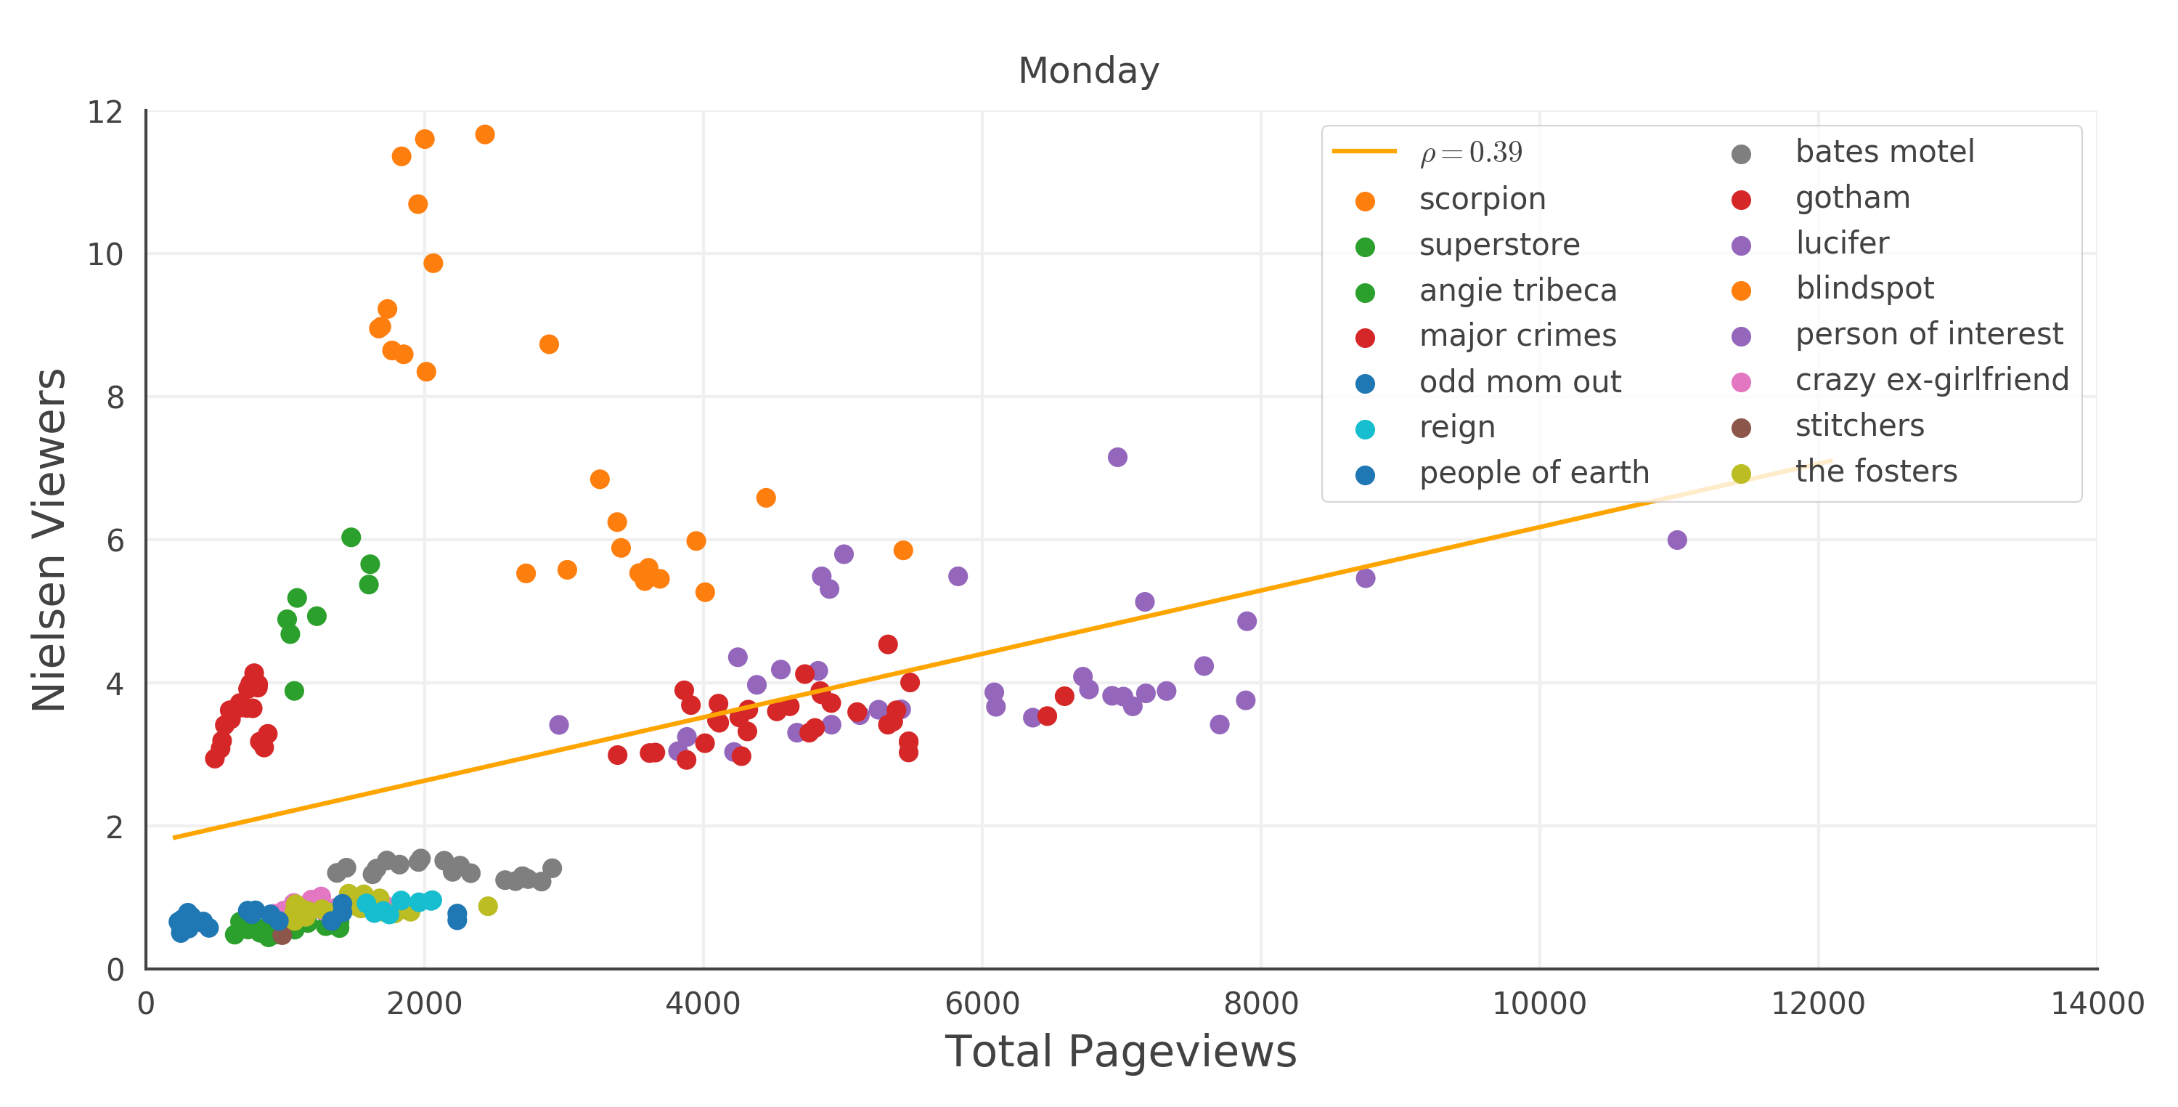 Monday
Nielsen Viewers
12
10
8
6
4
2
0
ρ = 0.39
scorpion
superstore
angie tribeca
major crimes
odd mom out
reign
people of earth
bates motel
gotham
lucifer
blindspot
person of interest
crazy ex-girlfriend
stitchers
the fosters
0 2000 4000 6000 8000 10000 12000 14000
Total Pageviews